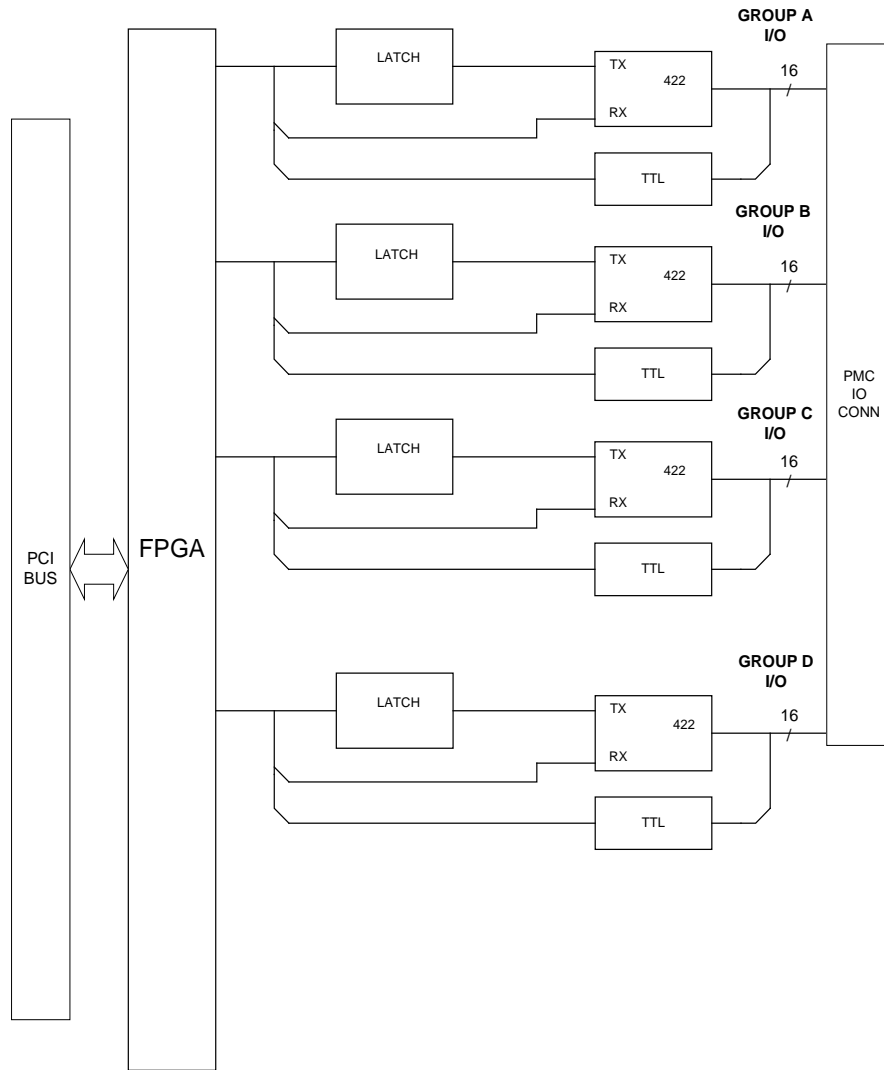 GROUP A
I/O
LATCH
TX
422
RX
16
TTL
GROUP B
I/O
LATCH
TX
422
RX
16
TTL
PMC
IO
CONN
GROUP C
I/O
LATCH
TX
422
RX
16
TTL
PCI
BUS
FPGA
GROUP D
I/O
LATCH
TX
422
RX
16
TTL